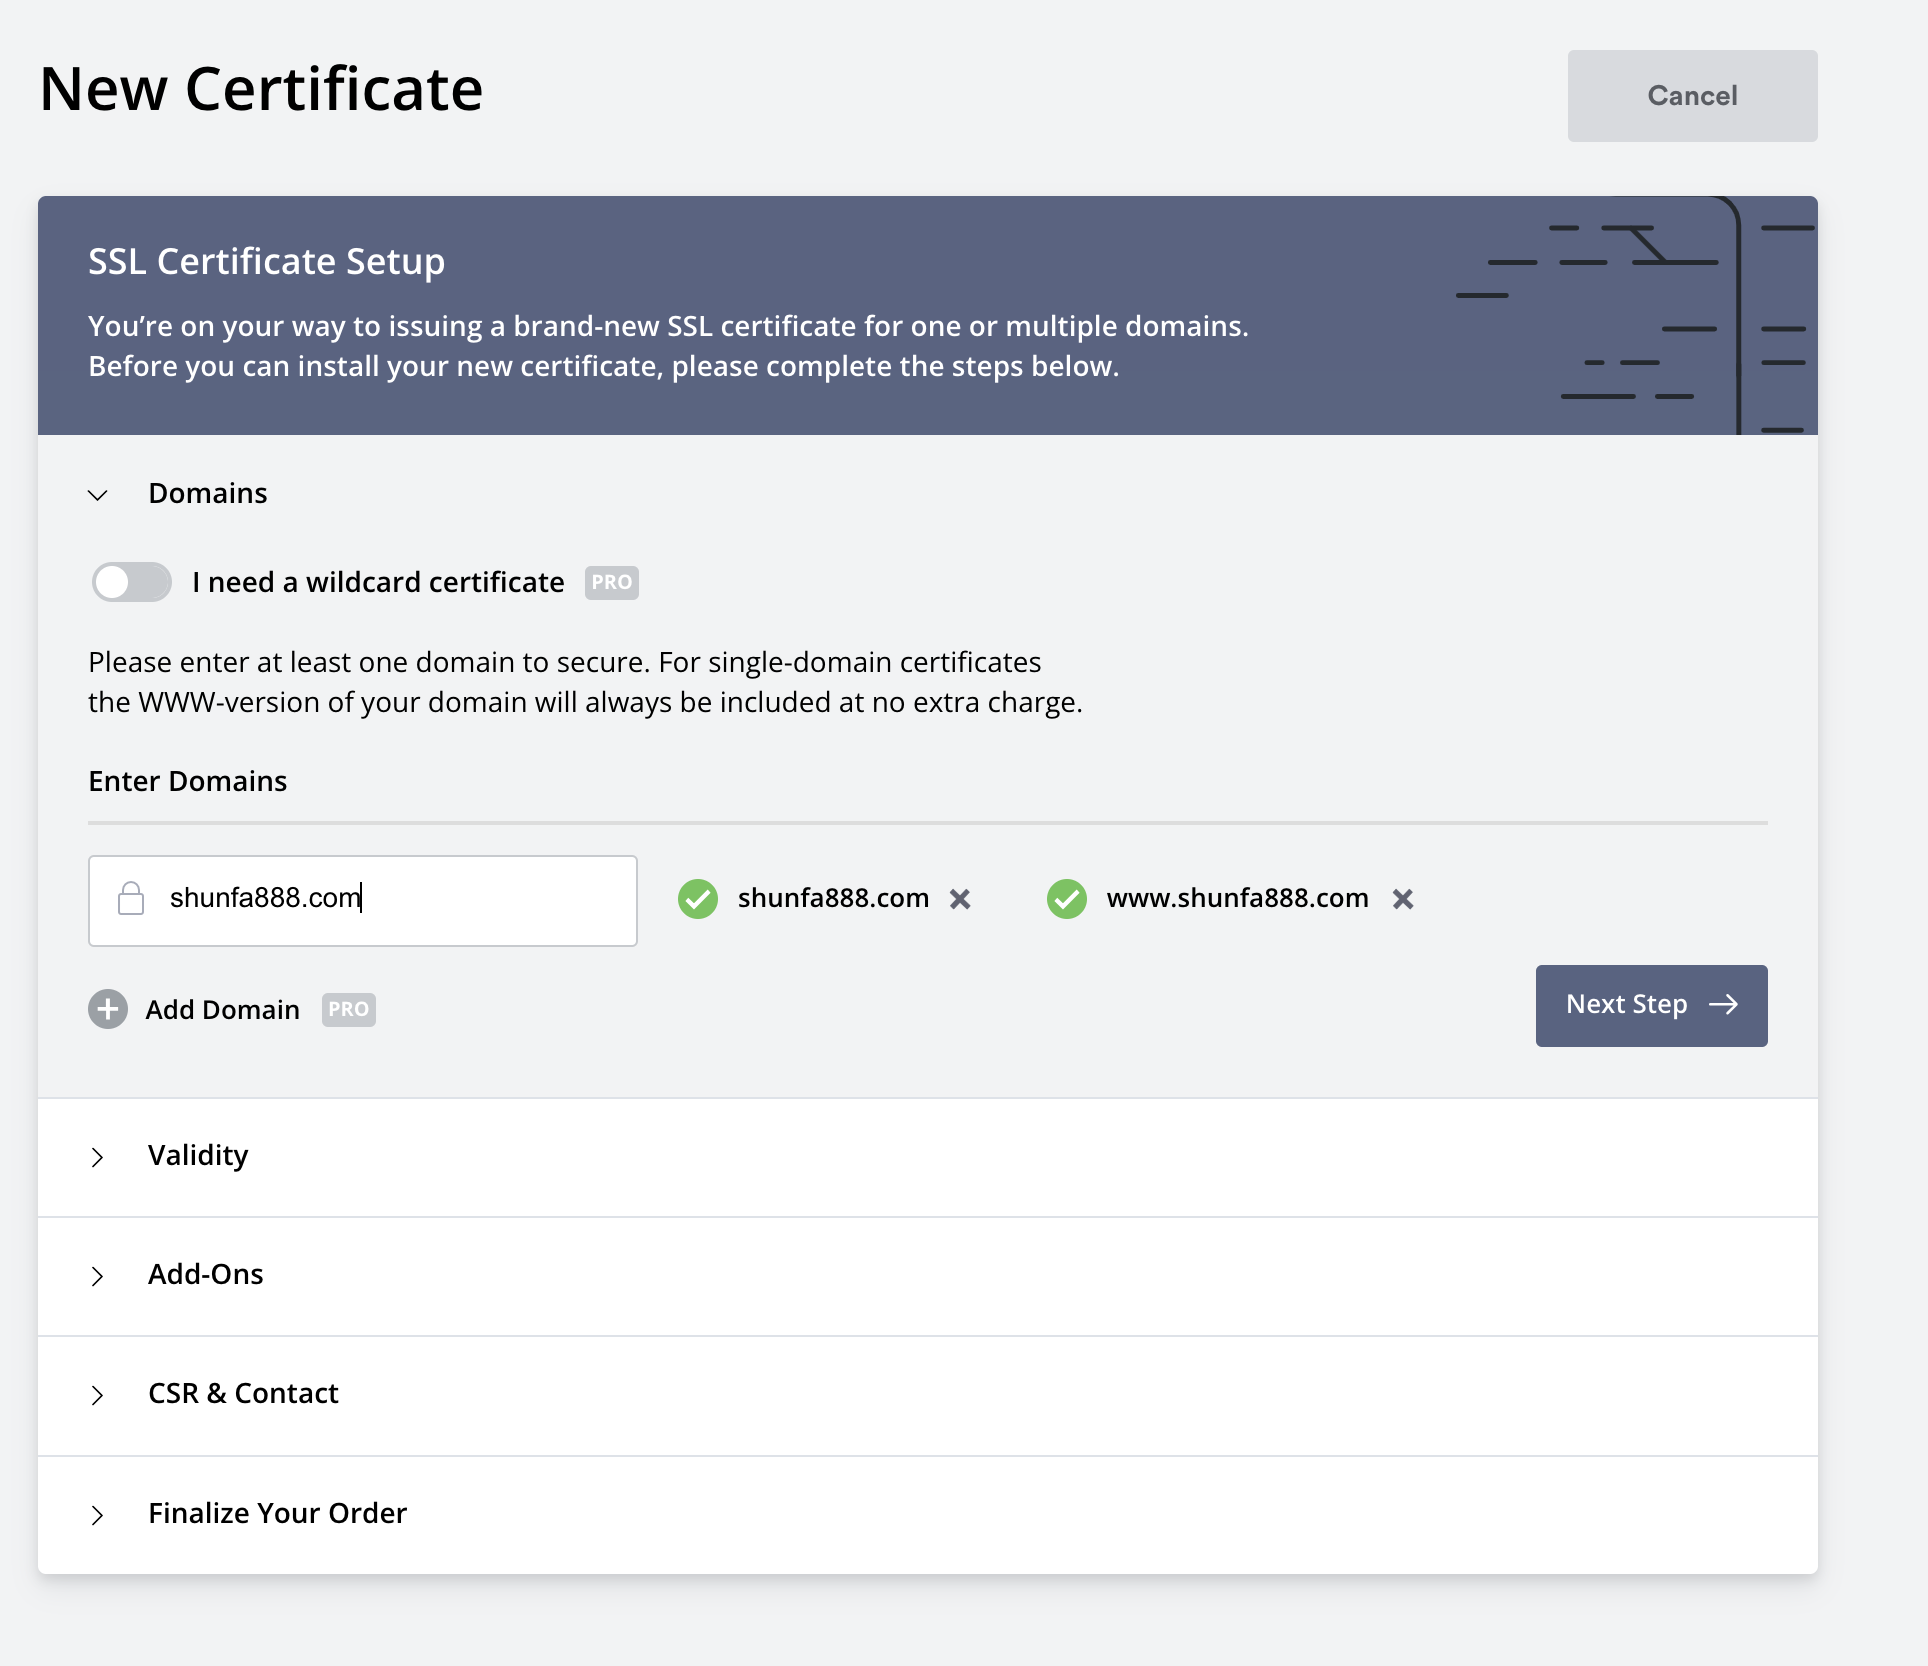 New Certificate
Cancel
SSL Certificate Setup
You’re on your way to issuing a brand-new SSL certificate for one or multiple domains.
Before you can install your new certificate, please complete the steps below.
Domains
I need a wildcard certificate PRO
Please enter at least one domain to secure. For single-domain certificates
the WWW-version of your domain will always be included at no extra charge.
Enter Domains
shunfa888.com shunfa888.com www.shunfa888.com
Add Domain PRO
Next Step
Validity
Add-Ons
CSR & Contact
Finalize Your Order